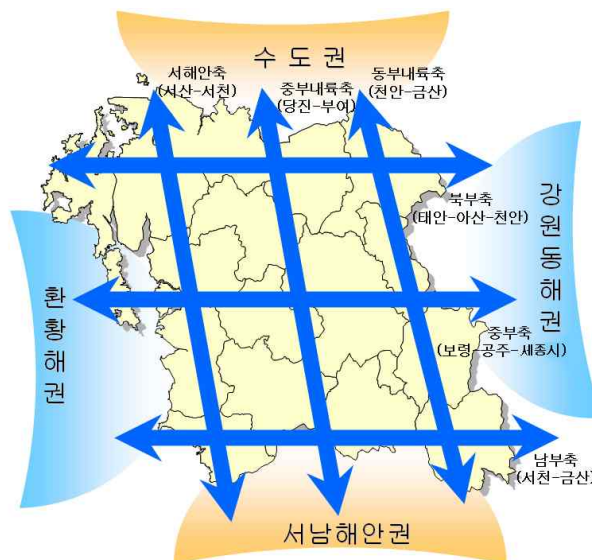 수도권
서해안축
(서산-서천)
중부내륙축
(당진-부여)
동부내륙축
(천안-금산)
북부축
(태안-아산-천안)
강원동해권
환황해권
중부축
(보령-공주-세종시)
남부축
(서천-금산)
서남해안권